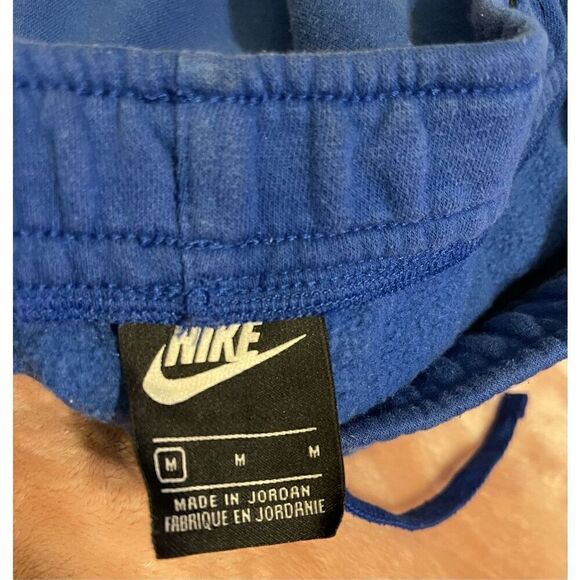 NIKE
M M M
MADE IN JORDAN
FABRIQUE EN JORDANIE